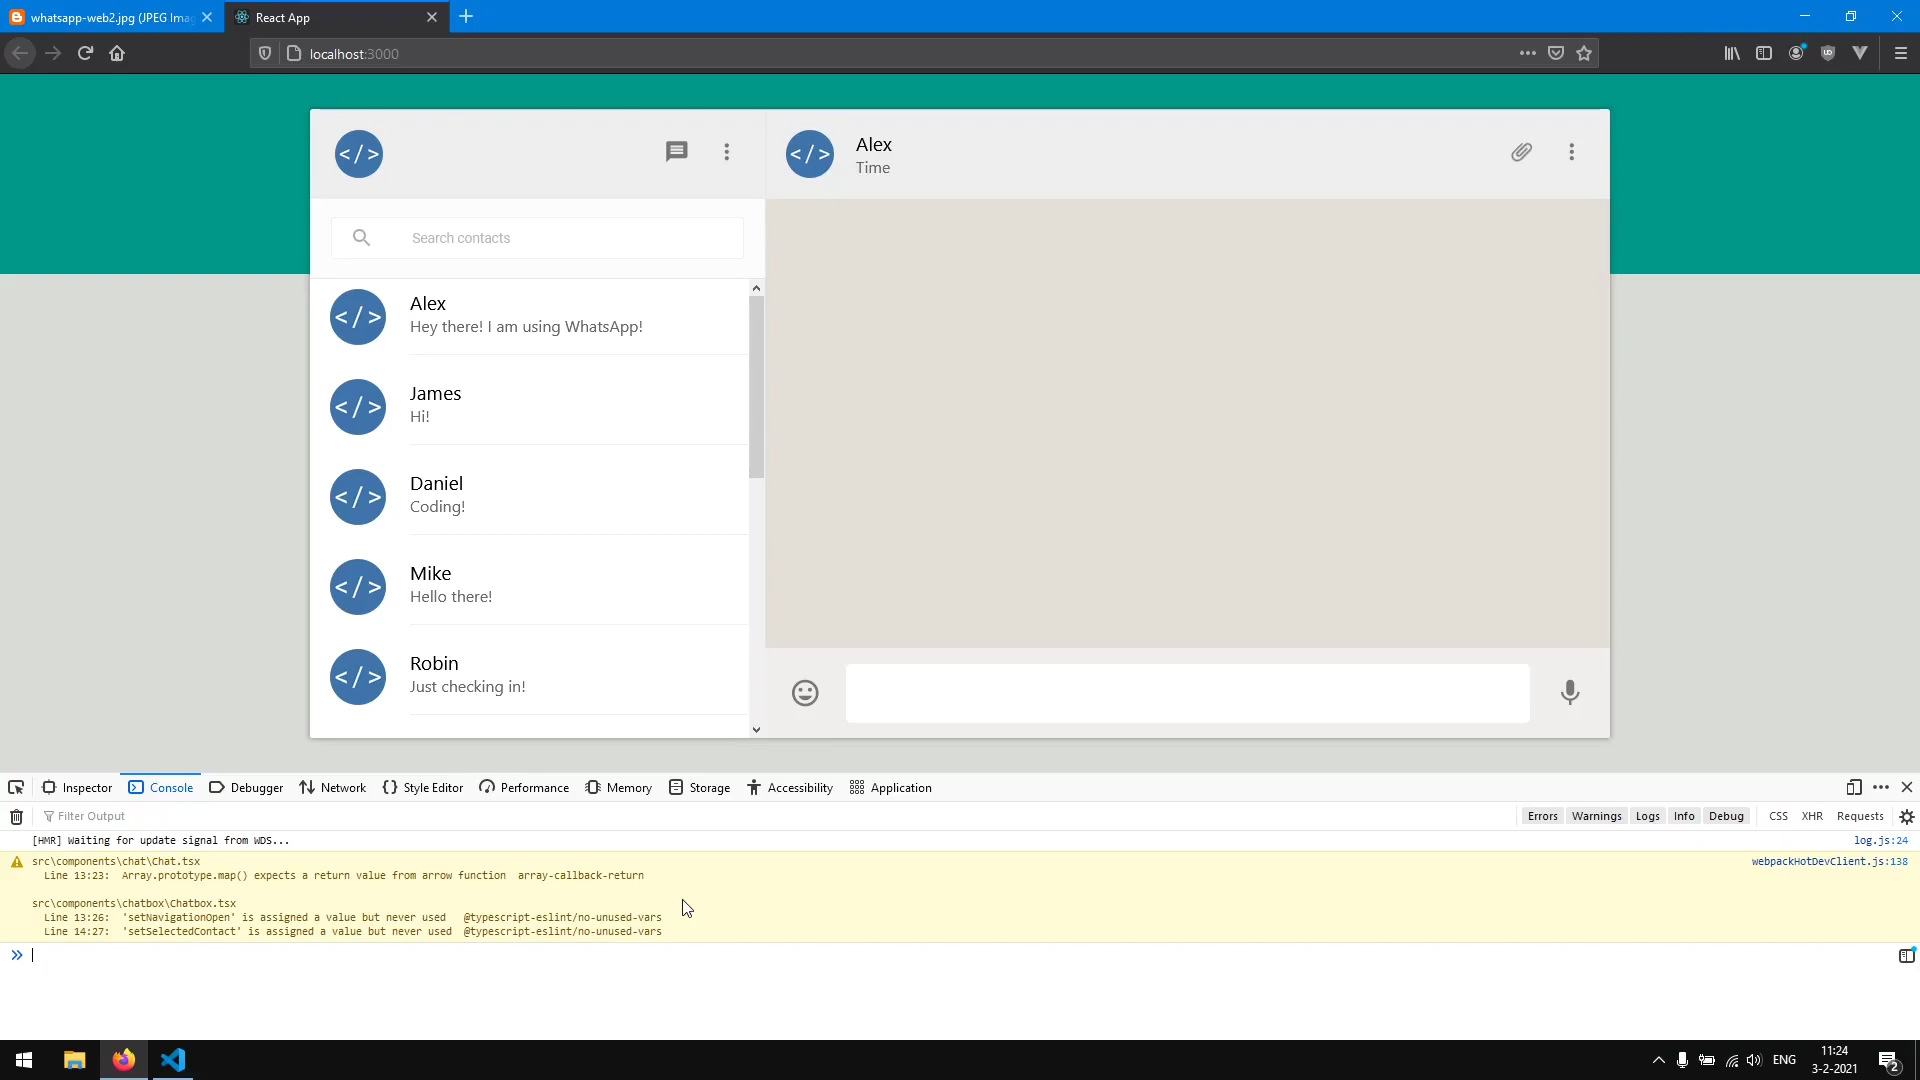 whatsapp-web2.jpg (JPEG Imag
React App
localhost:3000
</>
</>
Alex
Time
Search contacts
</>
Alex
Hey there! I am using WhatsApp!
</>
James
Hi!
</>
Daniel
Coding!
</>
Mike
Hello there!
</>
Robin
Just checking in!
Inspector
Console
Debugger
Network
Style Editor
Performance
Memory
Storage
Accessibility
Application
Filter Output
Errors
Warnings
Logs
Info
Debug
CSS
XHR
Requests
[HMR] Waiting for update signal from WDS...
log.js:24
src\components\chat\Chat.tsx
webpackHotDevClient.js:138
Line 13:23:  Array.prototype.map() expects a return value from arrow function  array-callback-return
src\components\chatbox\Chatbox.tsx
Line 13:26:  'setNavigationOpen' is assigned a value but never used   @typescript-eslint/no-unused-vars
Line 14:27:  'setSelectedContact' is assigned a value but never used  @typescript-eslint/no-unused-vars
ENG
11:24
3-2-2021
2